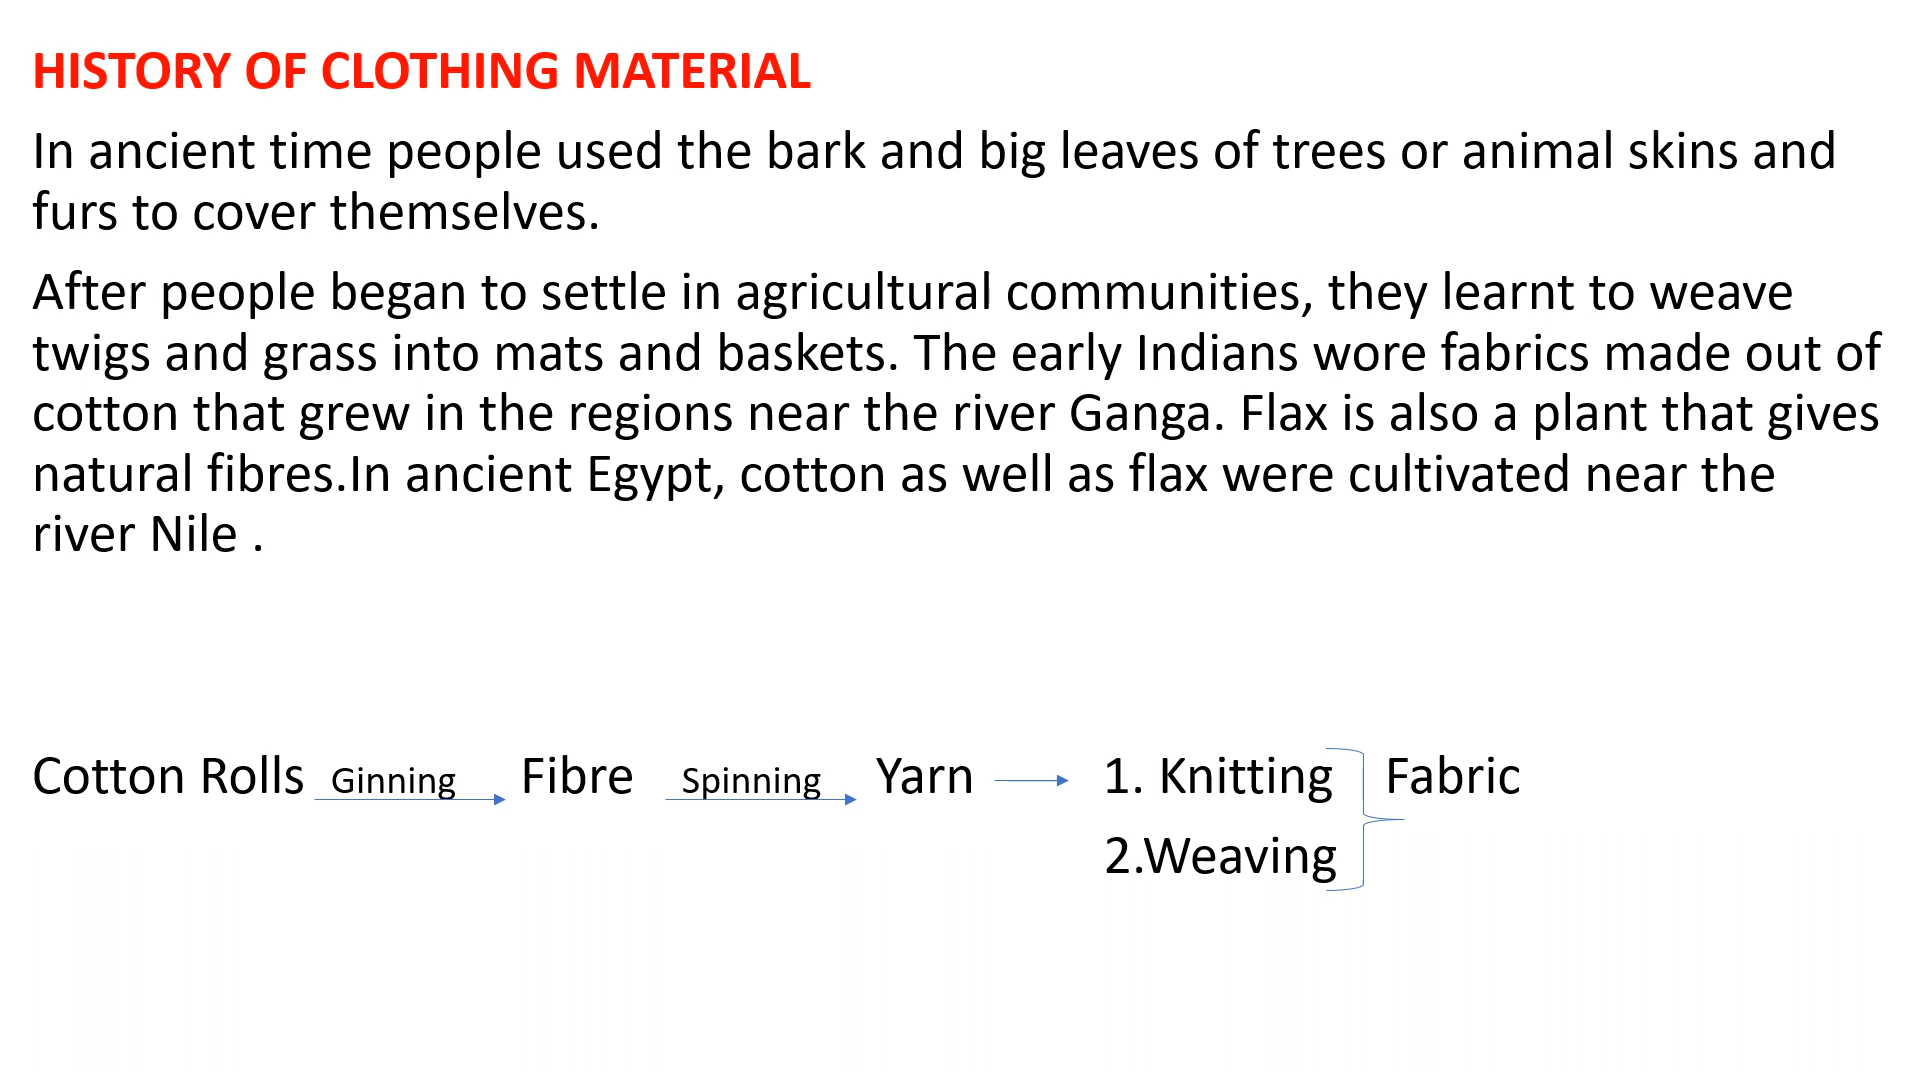 HISTORY OF CLOTHING MATERIAL
In ancient time people used the bark and big leaves of trees or animal skins and
furs to cover themselves.
After people began to settle in agricultural communities, they learnt to weave
twigs and grass into mats and baskets. The early Indians wore fabrics made out of
cotton that grew in the regions near the river Ganga. Flax is also a plant that gives
natural fibres.In ancient Egypt, cotton as well as flax were cultivated near the
river Nile .
Cotton Rolls Ginning Fibre Spinning Yarn 1. Knitting Fabric
2.Weaving